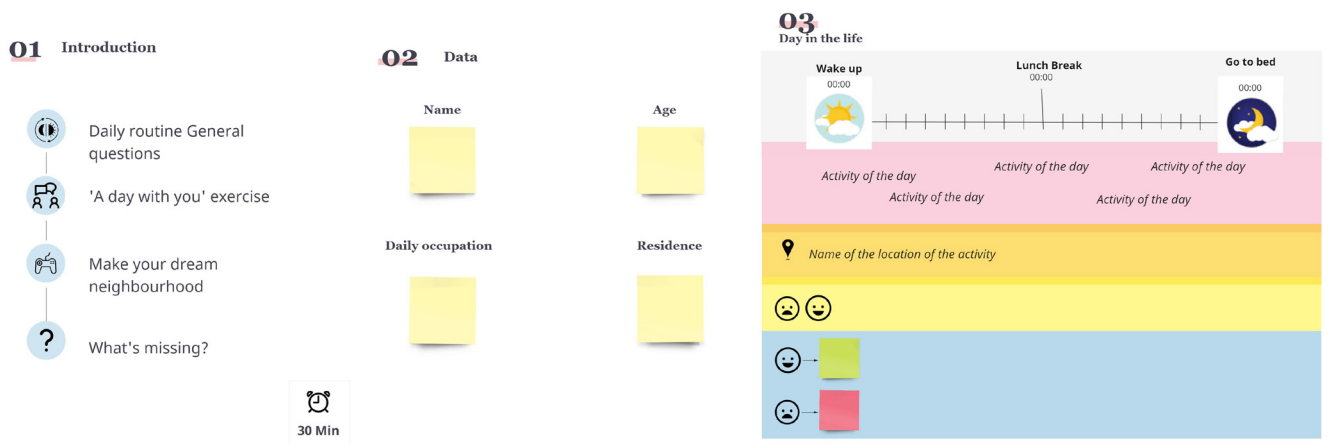 01 Introduction
Daily routine General
questions
'A day with you' exercise
Make your dream
neighbourhood
?
What's missing?
30 Min
02 Data
Name
Age
Daily occupation
Residence
03
Day in the life
Wake up
00:00
Lunch Break
00:00
Go to bed
00:00
Activity of the day
Activity of the day
Activity of the day
Activity of the day
Activity of the day
Name of the location of the activity